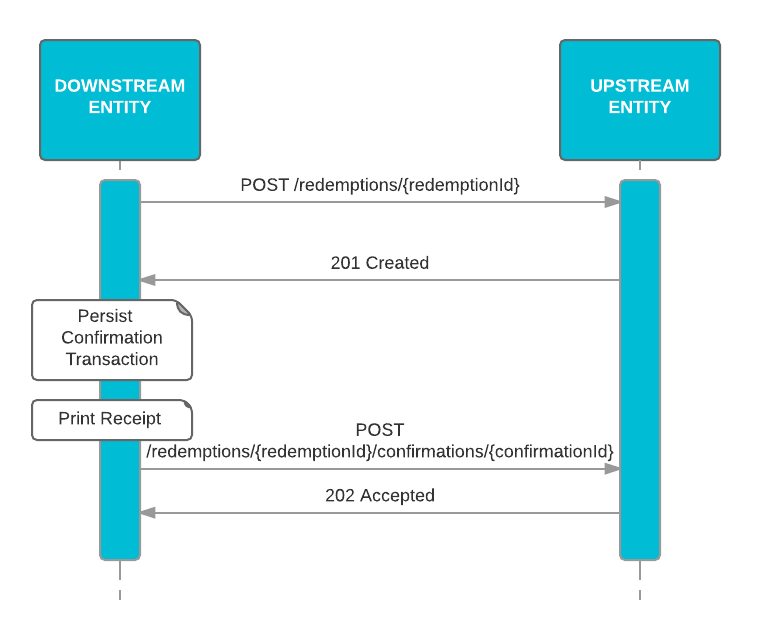 DOWNSTREAM
ENTITY
UPSTREAM
ENTITY
POST /redemptions/{redemptionId}
201 Created
Persist
Confirmation
Transaction
Print Receipt
POST
/redemptions/{redemptionId}/confirmations/{confirmationId}
202 Accepted